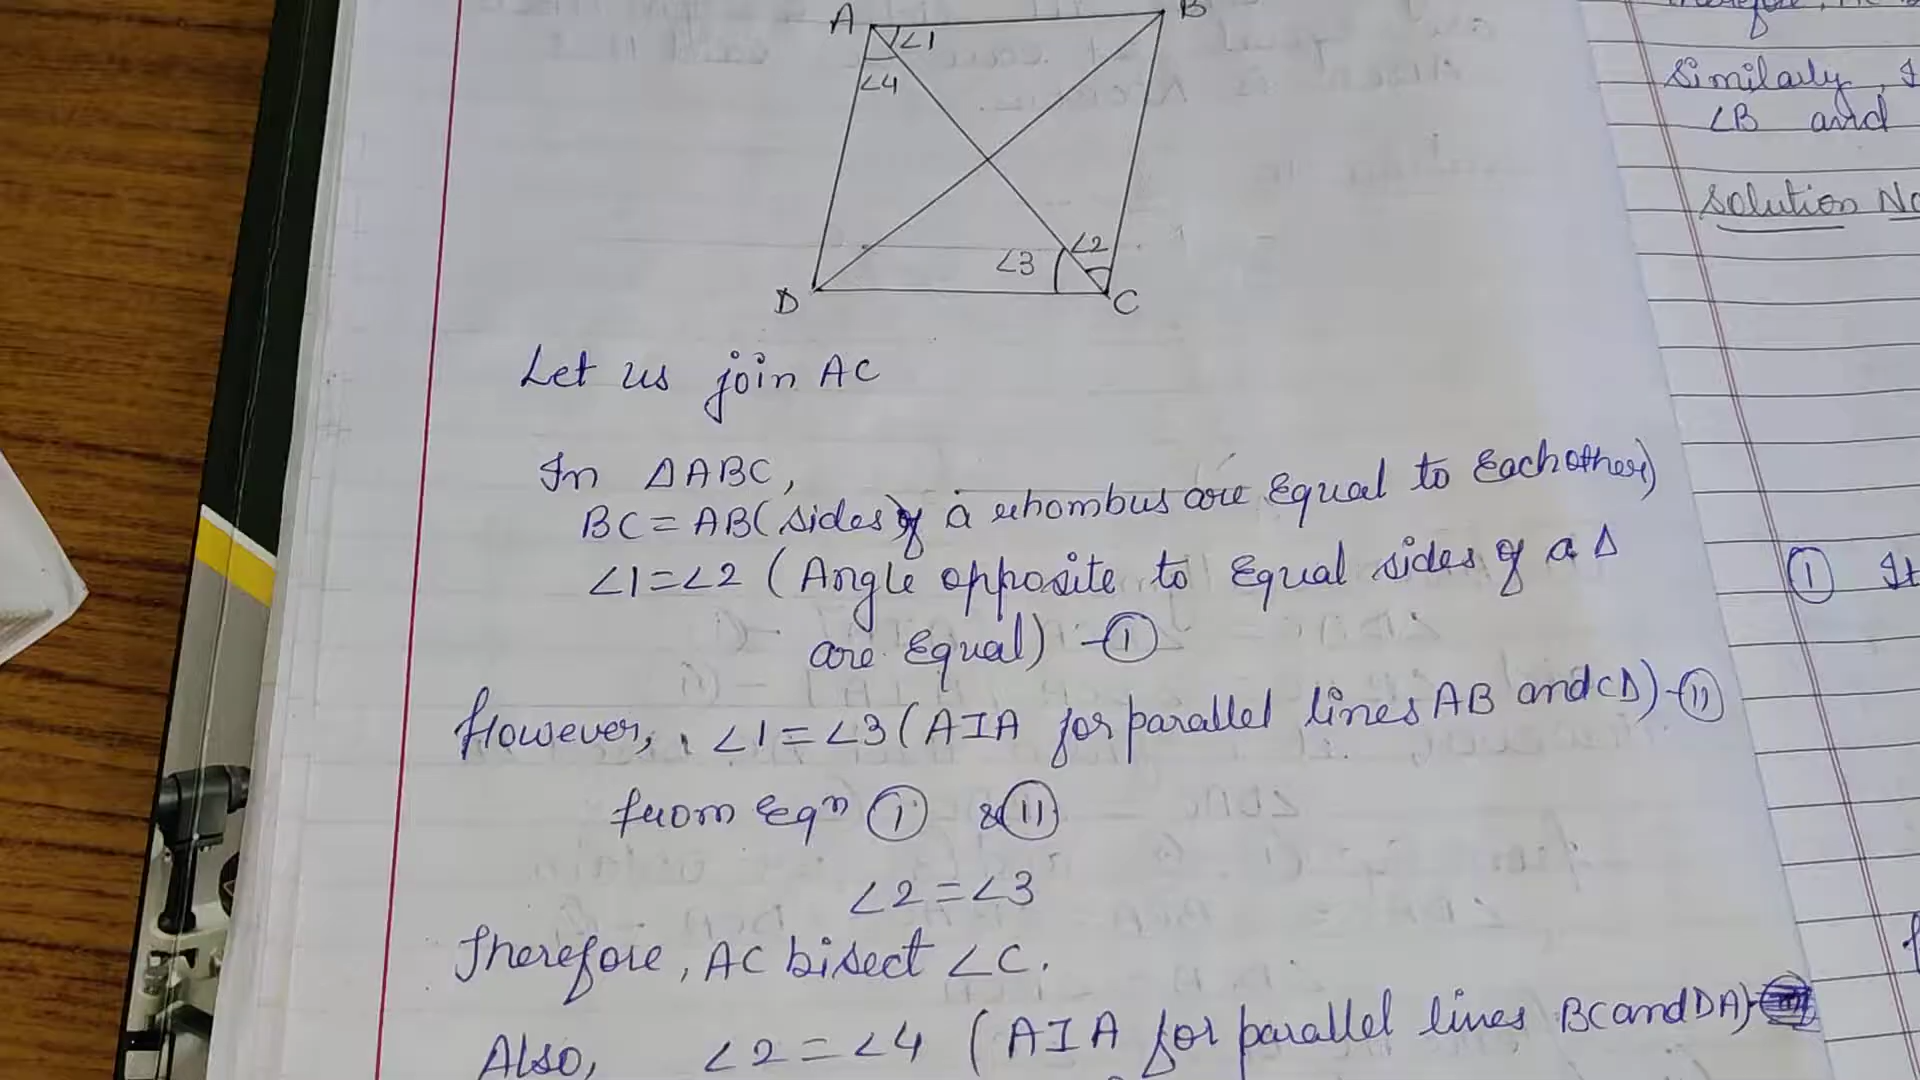 A
B
∠1
∠4
∠2
∠3
D
C
Let us join AC
In ΔABC,
BC = AB (sides of a rhombus are Equal to Eachother)
∠1 = ∠2 (Angle opposite to Equal sides of a Δ
are Equal) - I
However, ∠1 = ∠3 (AIA for parallel lines AB and CD) - II
from Eqn I & II
∠2 = ∠3
Therefore, AC bisect ∠C.
Also, ∠2 = ∠4 (AIA for parallel lines BC and DA)-
Similarly,
∠B and
Solution No
I